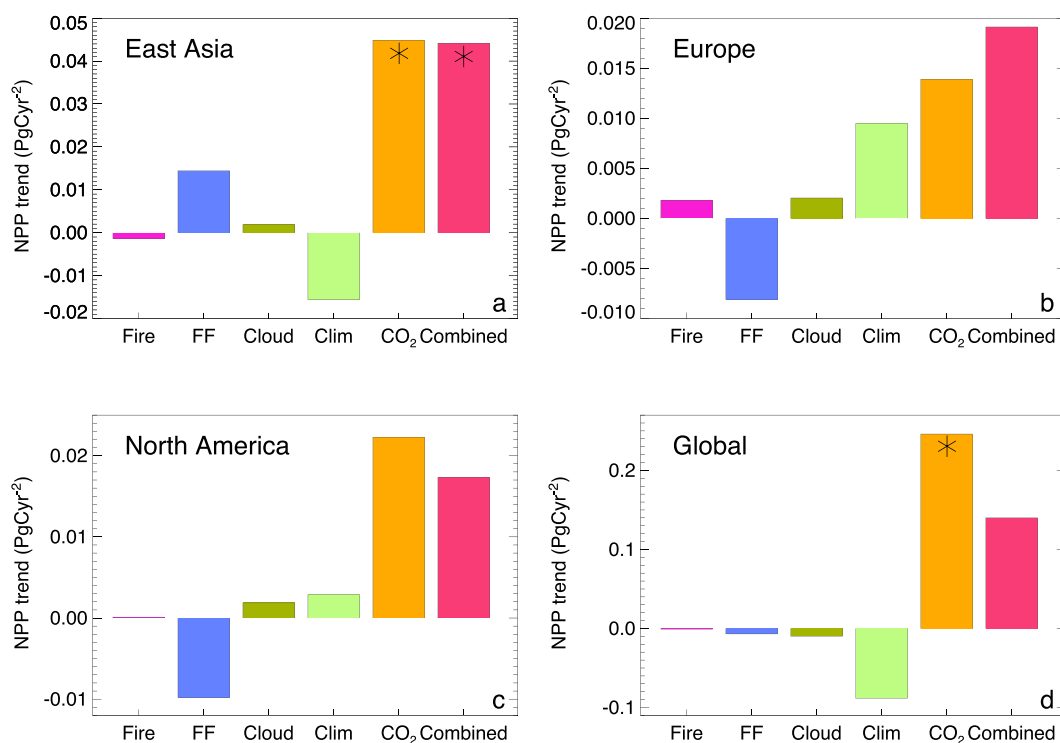 East Asia
NPP trend (PgCyr⁻²)
0.05
0.04
0.03
0.02
0.01
0.00
-0.01
-0.02
a
Fire FF Cloud Clim CO₂ Combined
Europe
NPP trend (PgCyr⁻²)
0.020
0.015
0.010
0.005
0.000
-0.005
-0.010
b
Fire FF Cloud Clim CO₂ Combined
North America
NPP trend (PgCyr⁻²)
0.02
0.01
0.00
-0.01
c
Fire FF Cloud Clim CO₂ Combined
Global
NPP trend (PgCyr⁻²)
0.2
0.1
0.0
-0.1
d
Fire FF Cloud Clim CO₂ Combined